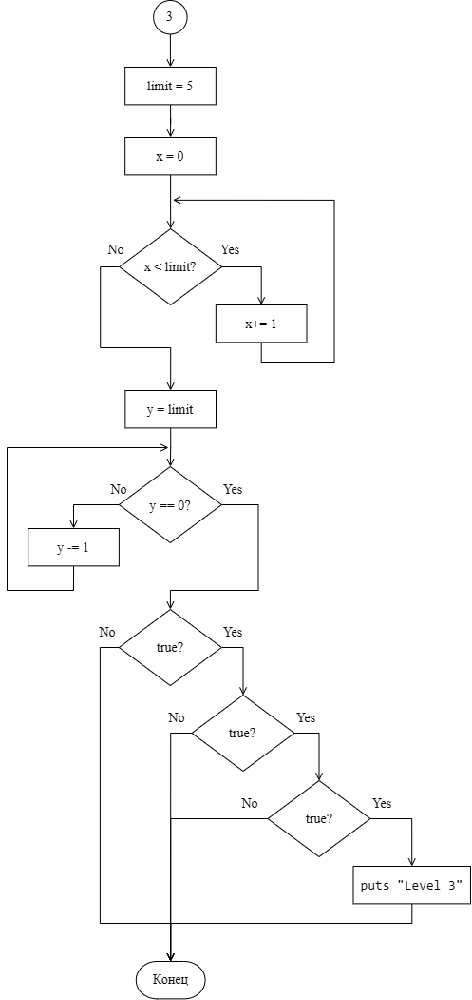 3
limit = 5
x = 0
No
Yes
x < limit?
x+= 1
y = limit
No
Yes
y == 0?
y -= 1
No
Yes
true?
No
Yes
true?
No
Yes
true?
puts "Level 3"
Конец